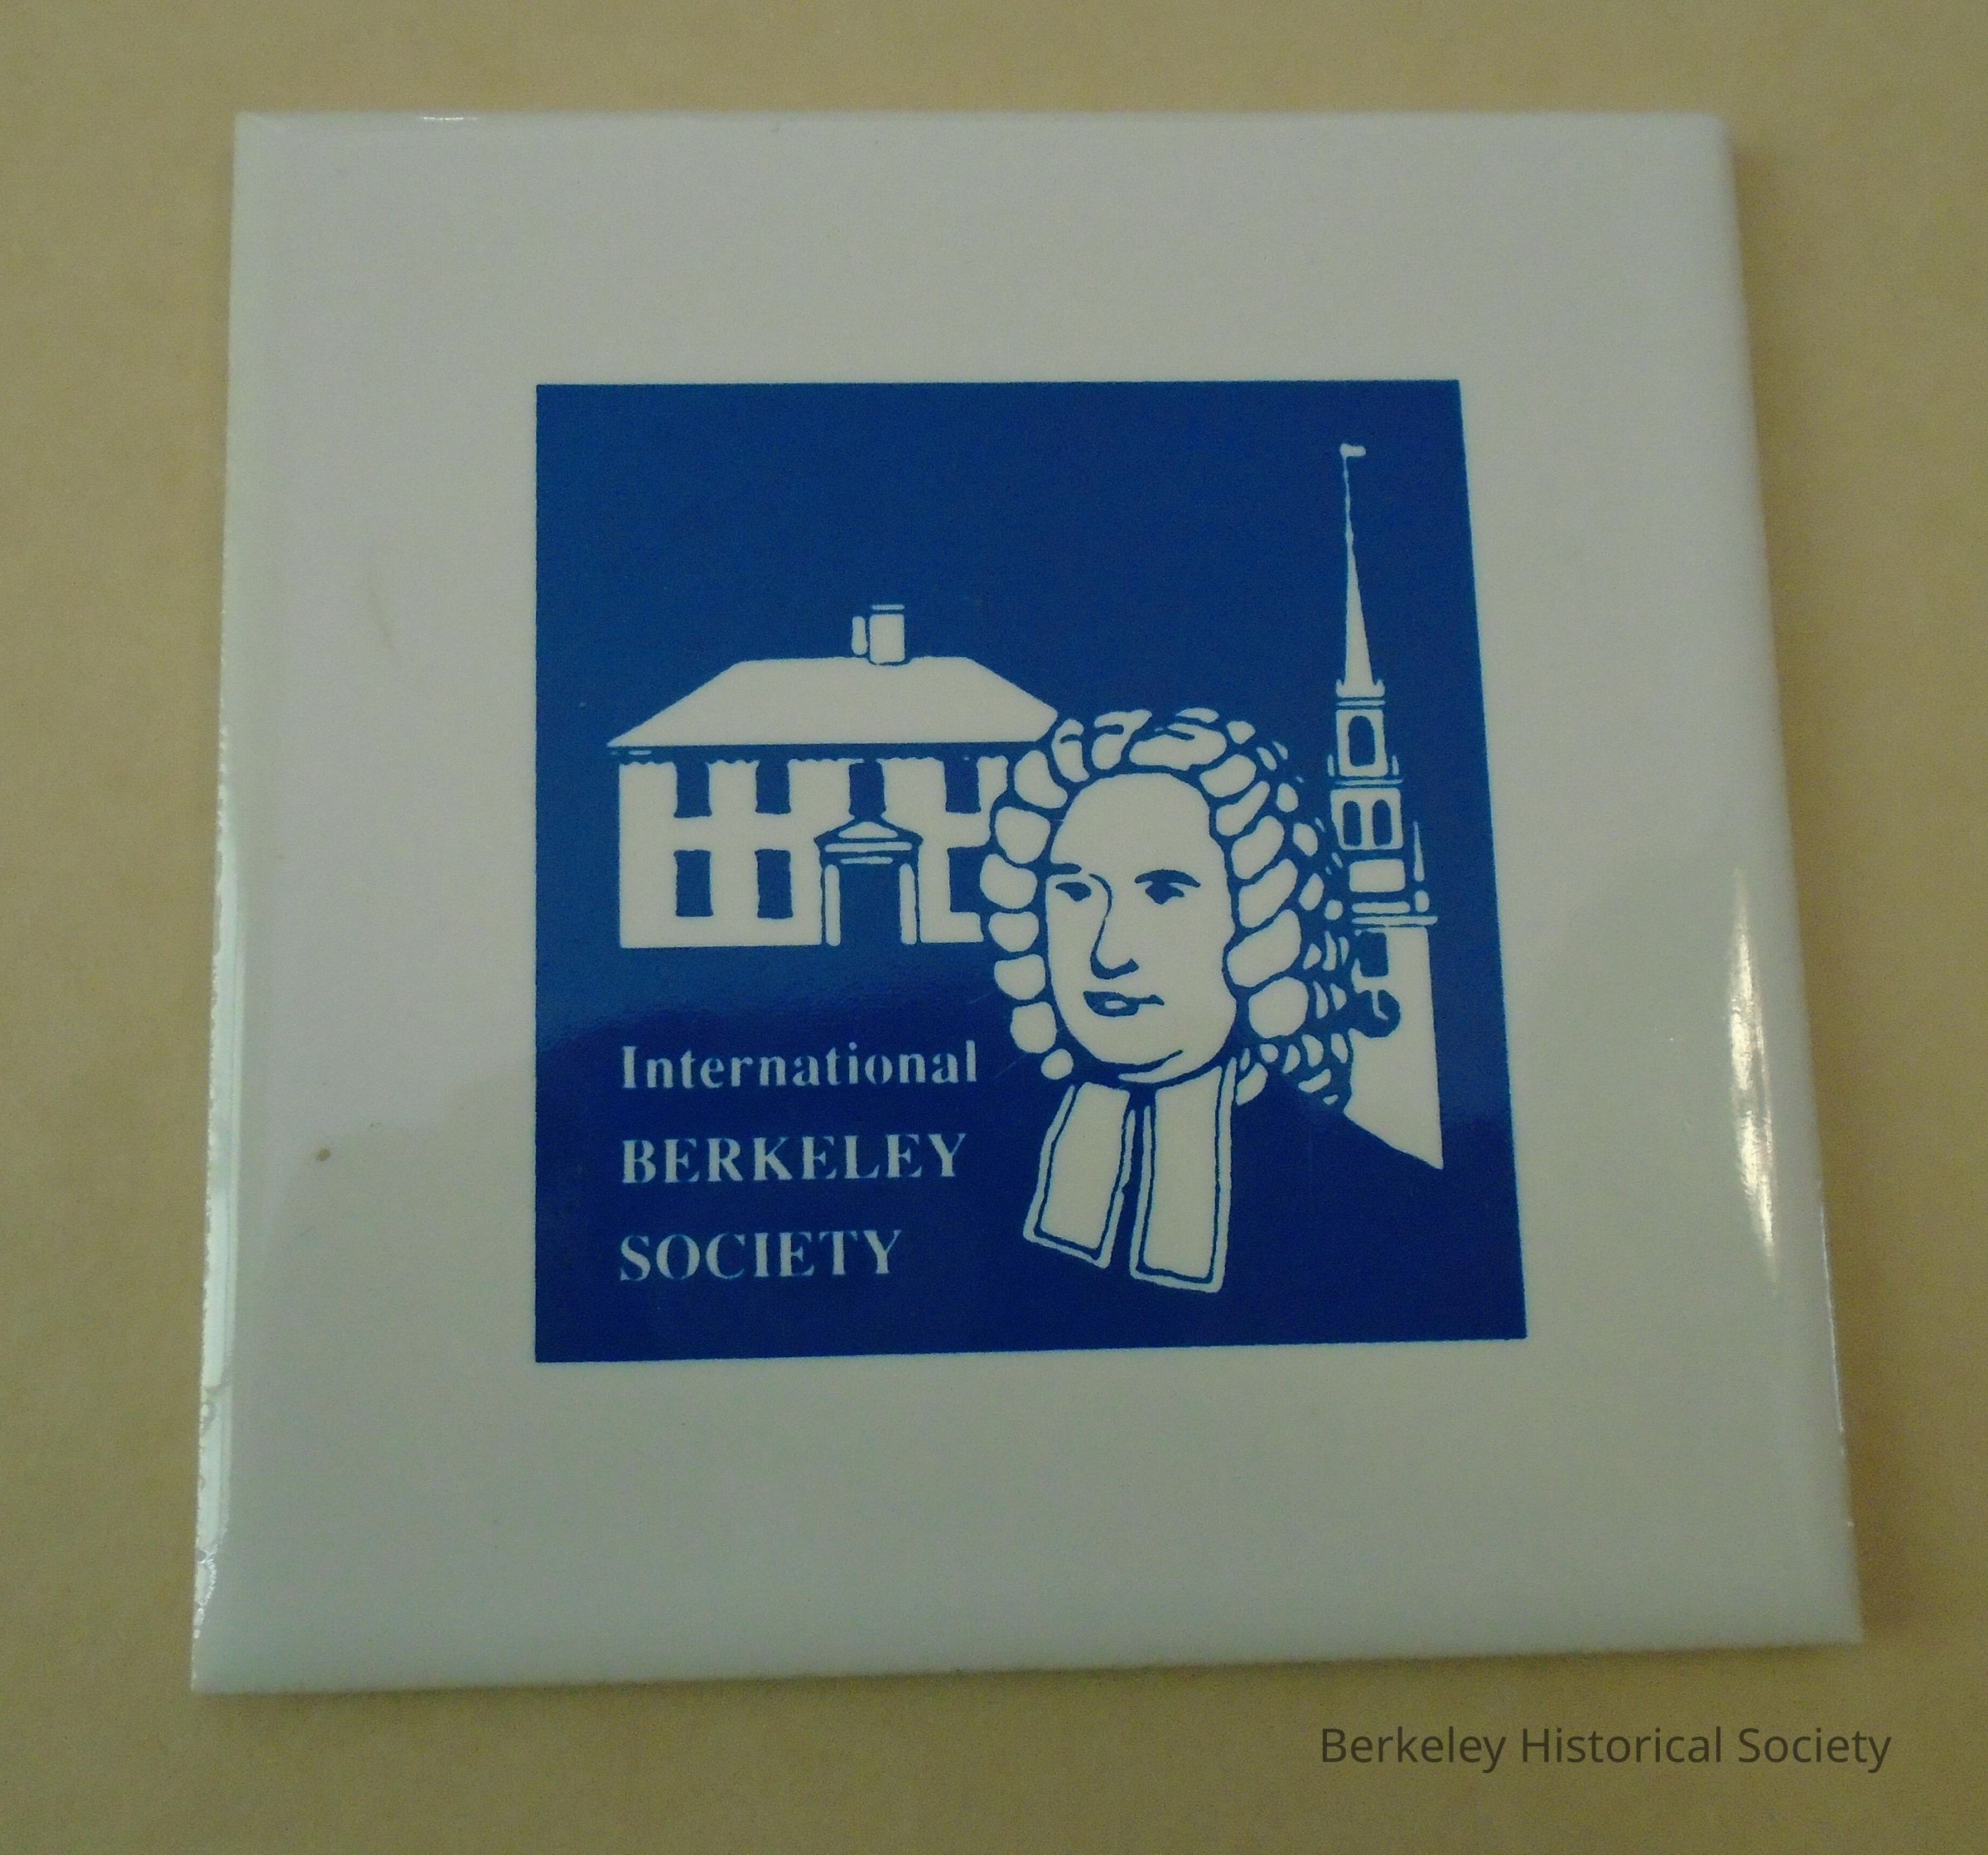 International
BERKELEY
SOCIETY
Berkeley Historical Society